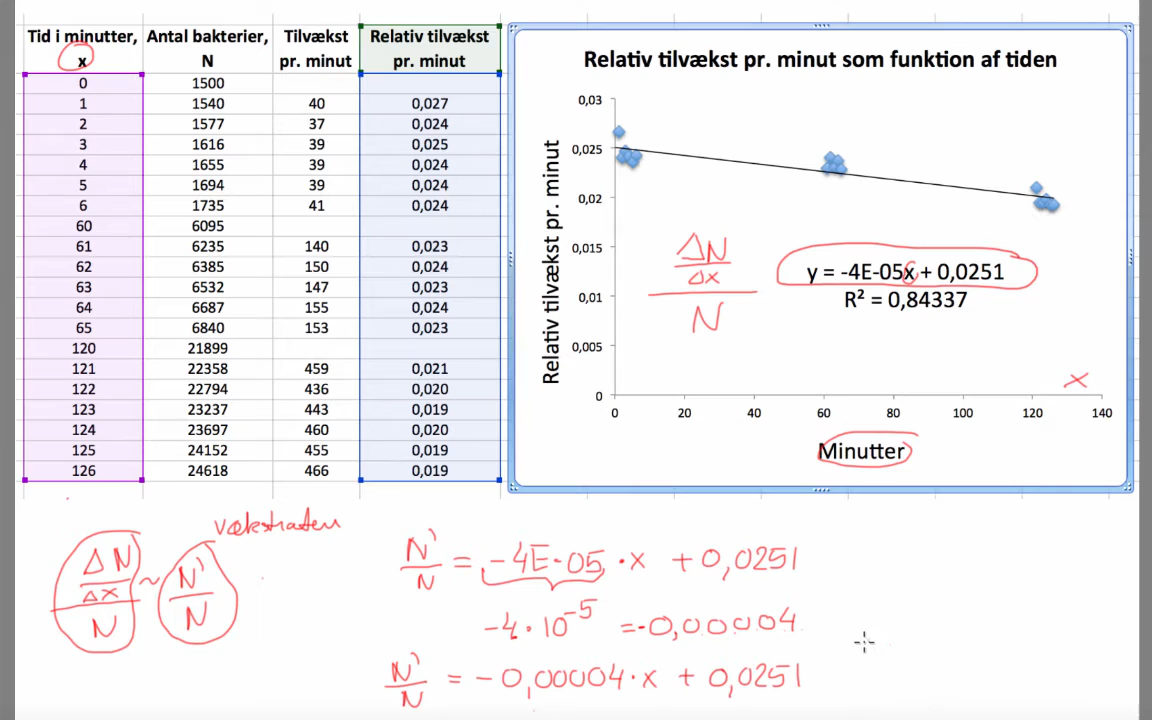 Tid i minutter, Antal bakterier, Tilvækst Relativ tilvækst
x N pr. minut pr. minut
0 1500
1 1540 40 0,027
2 1577 37 0,024
3 1616 39 0,025
4 1655 39 0,024
5 1694 39 0,024
6 1735 41 0,024
60 6095
61 6235 140 0,023
62 6385 150 0,024
63 6532 147 0,023
64 6687 155 0,024
65 6840 153 0,023
120 21899
121 22358 459 0,021
122 22794 436 0,020
123 23237 443 0,019
124 23697 460 0,020
125 24152 455 0,019
126 24618 466 0,019
Relativ tilvækst pr. minut som funktion af tiden
Relativ tilvækst pr. minut
0,03
0,025
0,02
0,015
0,01
0,005
0
0 20 40 60 80 100 120 140
Minutter
y = -4E-05x + 0,0251
R² = 0,84337
ΔN
Δx
N
x
vækstraten
ΔN
Δx
N
~
N'
N
N'/N = -4E-05 · x + 0,0251
-4 · 10⁻⁵ = -0,00004
N'/N = -0,00004 · x + 0,0251